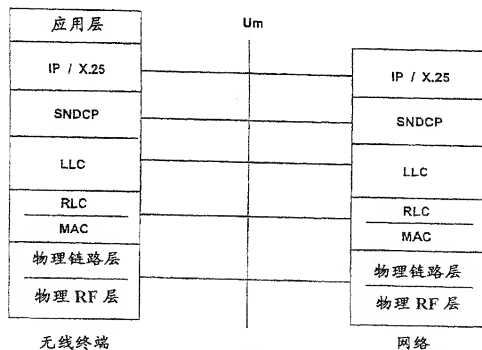 应用层
Um
IP / X.25
IP / X.25
SNDCP
SNDCP
LLC
LLC
RLC
RLC
MAC
MAC
物理链路层
物理链路层
物理 RF 层
物理 RF 层
无线终端
网络